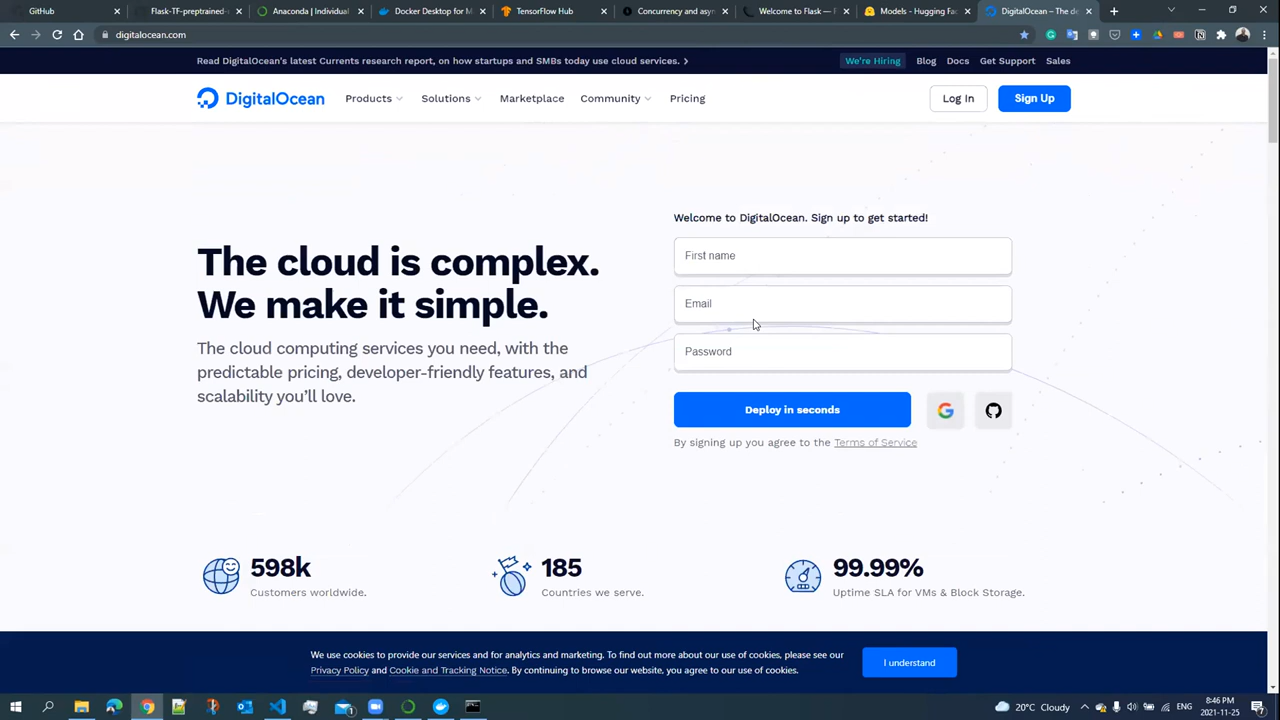 GitHub
Flask-TF-preptrained
Anaconda | Individual
Docker Desktop for M
TensorFlow Hub
Concurrency and asy
Welcome to Flask — F
Models - Hugging Fac
DigitalOcean – The de
digitalocean.com
Read DigitalOcean's latest Currents research report, on how startups and SMBs today use cloud services.
We're Hiring
Blog
Docs
Get Support
Sales
DigitalOcean
Products
Solutions
Marketplace
Community
Pricing
Log In
Sign Up
The cloud is complex.
We make it simple.
The cloud computing services you need, with the
predictable pricing, developer-friendly features, and
scalability you'll love.
Welcome to DigitalOcean. Sign up to get started!
First name
Email
Password
Deploy in seconds
By signing up you agree to the Terms of Service
598k
Customers worldwide.
185
Countries we serve.
99.99%
Uptime SLA for VMs & Block Storage.
We use cookies to provide our services and for analytics and marketing. To find out more about our use of cookies, please see our
Privacy Policy and Cookie and Tracking Notice. By continuing to browse our website, you agree to our use of cookies.
I understand
20°C Cloudy
ENG
8:46 PM
2021-11-25